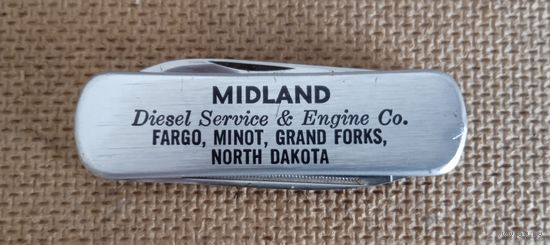 MIDLAND
Diesel Service & Engine Co.
FARGO, MINOT, GRAND FORKS,
NORTH DAKOTA